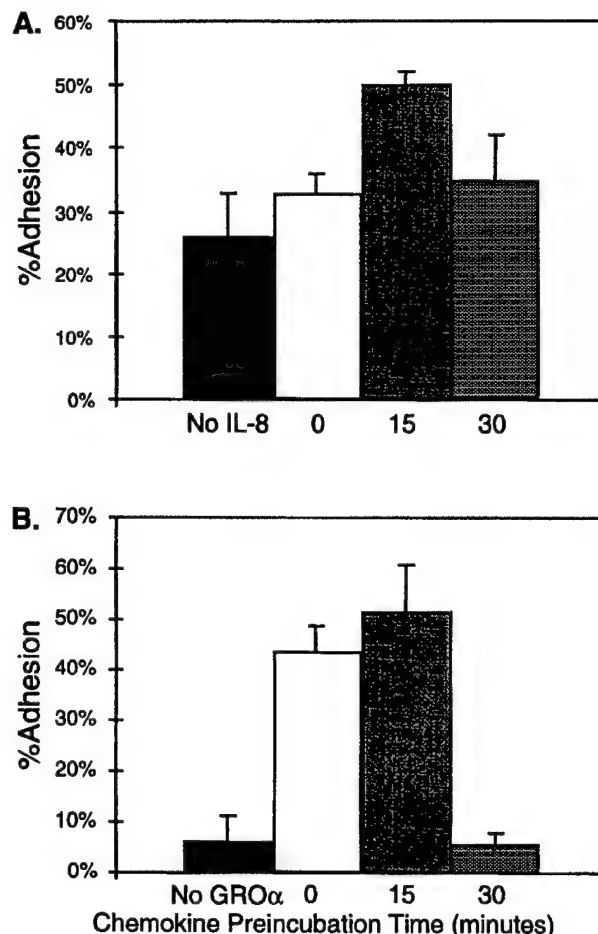 A.
60%
50%
40%
30%
20%
10%
0%
%Adhesion
No IL-8 0 15 30
B.
70%
60%
50%
40%
30%
20%
10%
0%
%Adhesion
No GROα 0 15 30
Chemokine Preincubation Time (minutes)